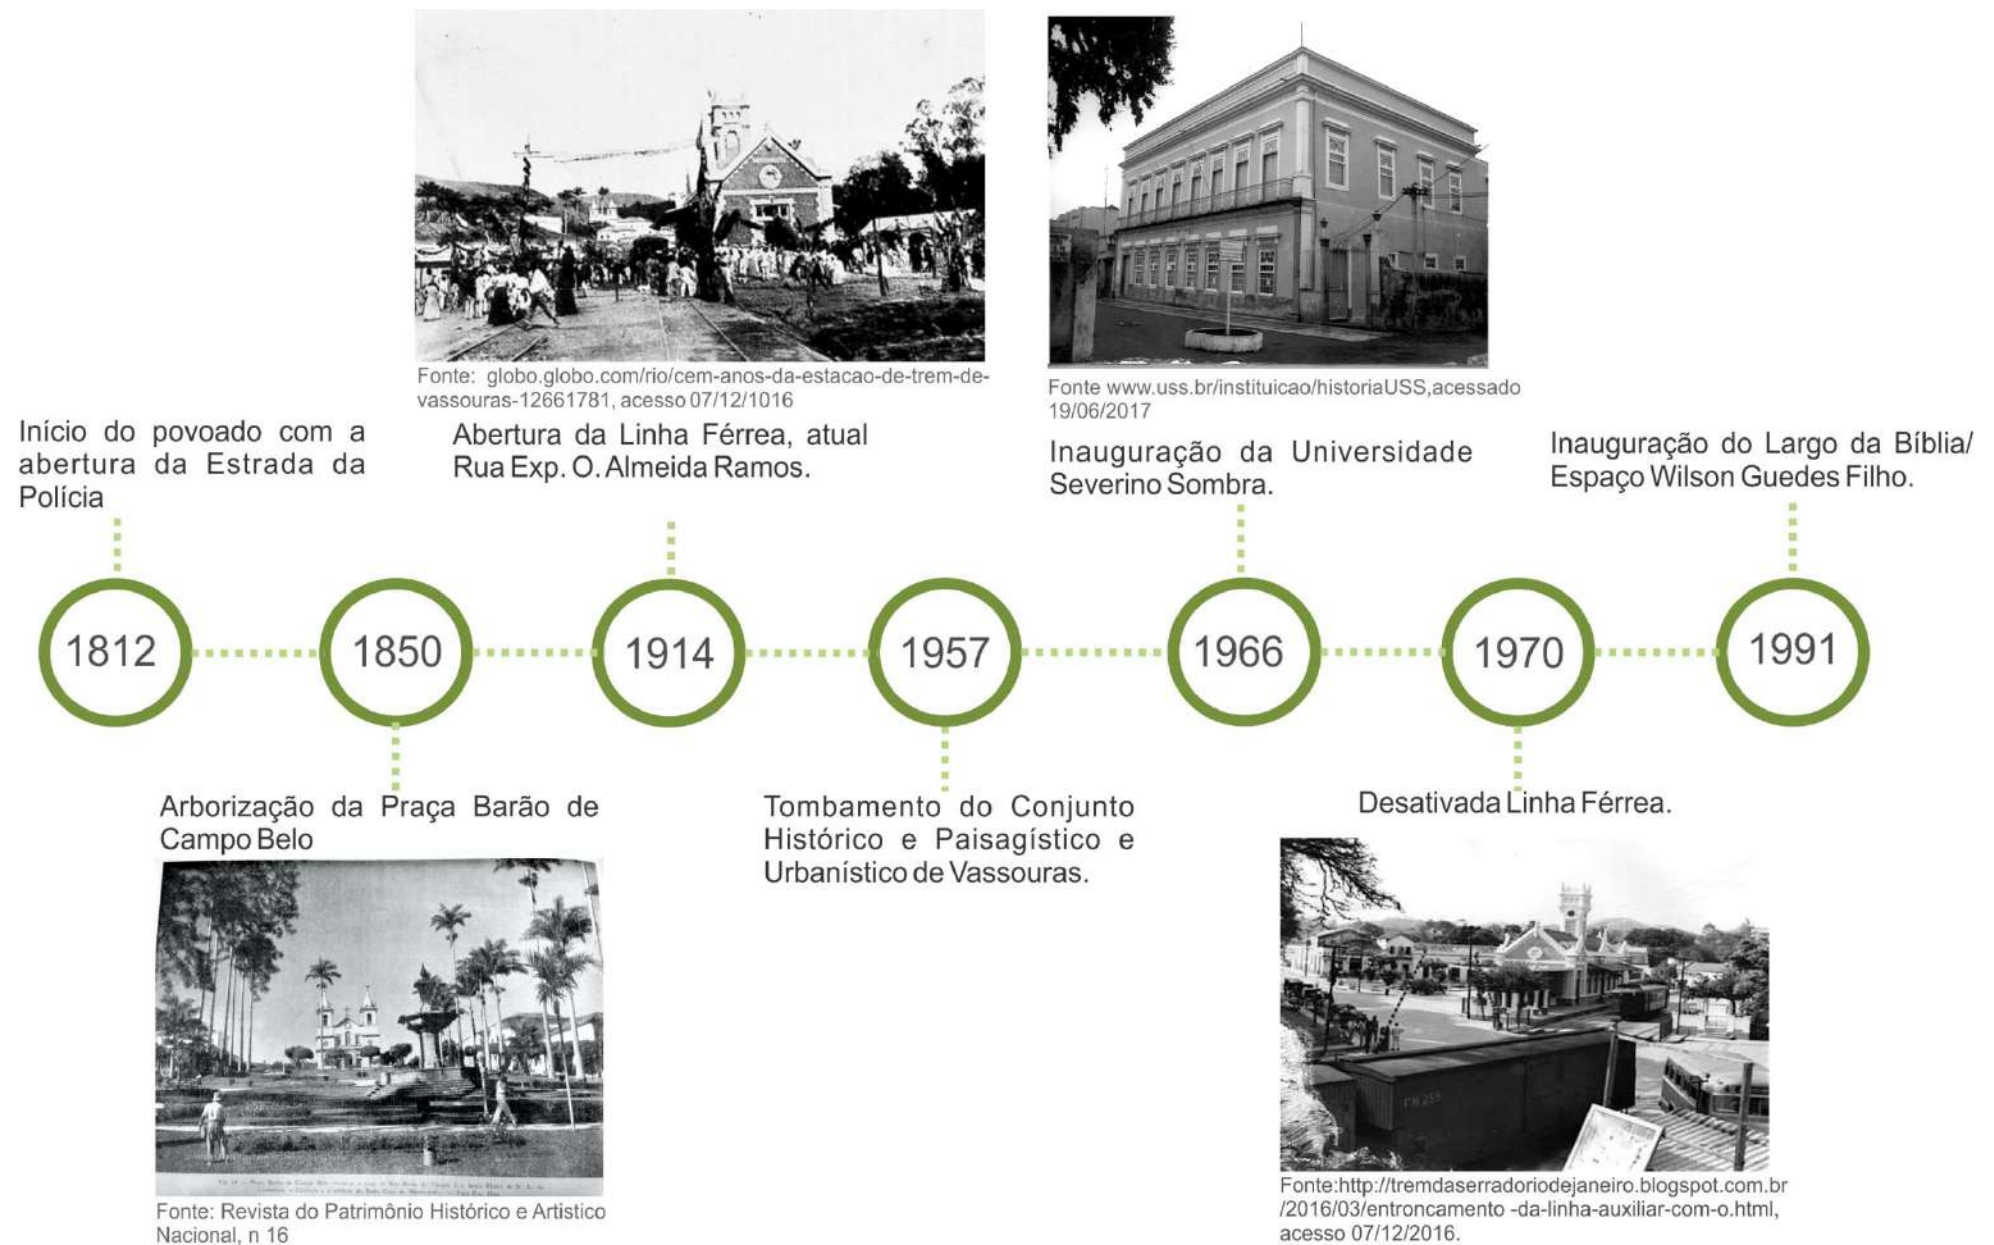 Fonte: globo.globo.com/rio/cem-anos-da-estacao-de-trem-de-
vassouras-12661781, acesso 07/12/1016
Fonte www.uss.br/instituicao/historiaUSS,acessado
19/06/2017
Início do povoado com a
abertura da Estrada da
Polícia
Abertura da Linha Férrea, atual
Rua Exp. O. Almeida Ramos.
Inauguração da Universidade
Severino Sombra.
Inauguração do Largo da Bíblia/
Espaço Wilson Guedes Filho.
1812
1850
1914
1957
1966
1970
1991
Arborização da Praça Barão de
Campo Belo
Tombamento do Conjunto
Histórico e Paisagístico e
Urbanístico de Vassouras.
Desativada Linha Férrea.
Fonte: Revista do Patrimônio Histórico e Artistico
Nacional, n 16
Fonte:http://tremdaserradoriodejaneiro.blogspot.com.br
/2016/03/entroncamento -da-linha-auxiliar-com-o.html,
acesso 07/12/2016.